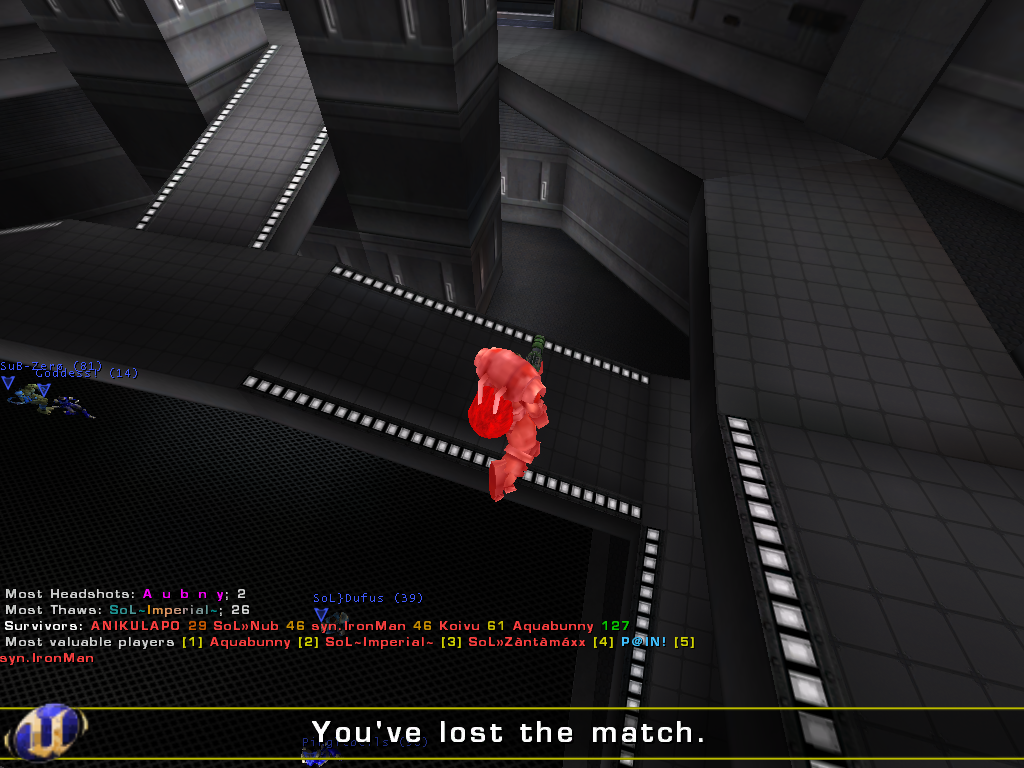 SuB-Zero (81)
Goddess! (14)
SoL}Dufus (39)
Most Headshots: A u b n y; 2
Most Thaws: SoL~Imperial~; 26
Survivors: ANIKULAPO 29 SoL»Nub 46 syn.IronMan 46 Koivu 61 Aquabunny 127
Most valuable players [1] Aquabunny [2] SoL~Imperial~ [3] SoL»Zàntàmáxx [4] P@!N! [5]
syn.IronMan
You've lost the match.